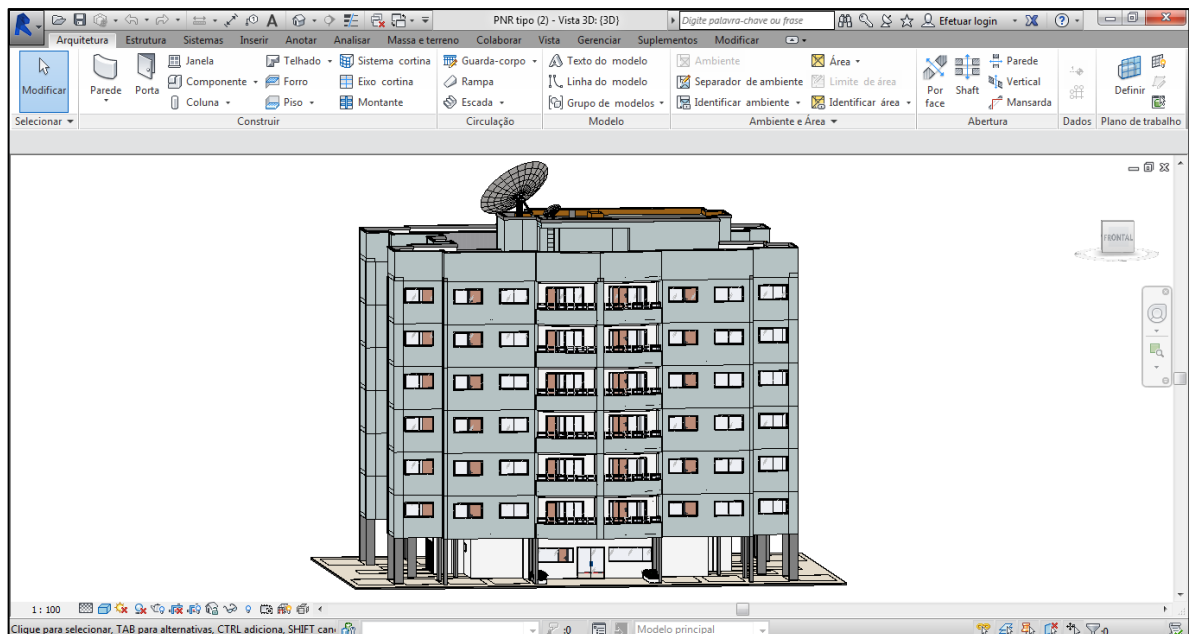 PNR tipo (2) - Vista 3D: {3D}
Digite palavra-chave ou frase
Efetuar login
Arquitetura Estrutura Sistemas Inserir Anotar Analisar Massa e terreno Colaborar Vista Gerenciar Suplementos Modificar
Janela Telhado Sistema cortina Guarda-corpo Texto do modelo Ambiente Área Parede
Modificar Parede Porta Componente Forro Eixo cortina Rampa Linha do modelo Separador de ambiente Limite de área Por face Shaft Vertical Definir
Coluna Piso Montante Escada Grupo de modelos Identificar ambiente Identificar área Mansarda
Selecionar Construir Circulação Modelo Ambiente e Área Abertura Dados Plano de trabalho
FRONTAL
1 : 100
Clique para selecionar, TAB para alternativas, CTRL adiciona, SHIFT can
:0
Modelo principal
:0